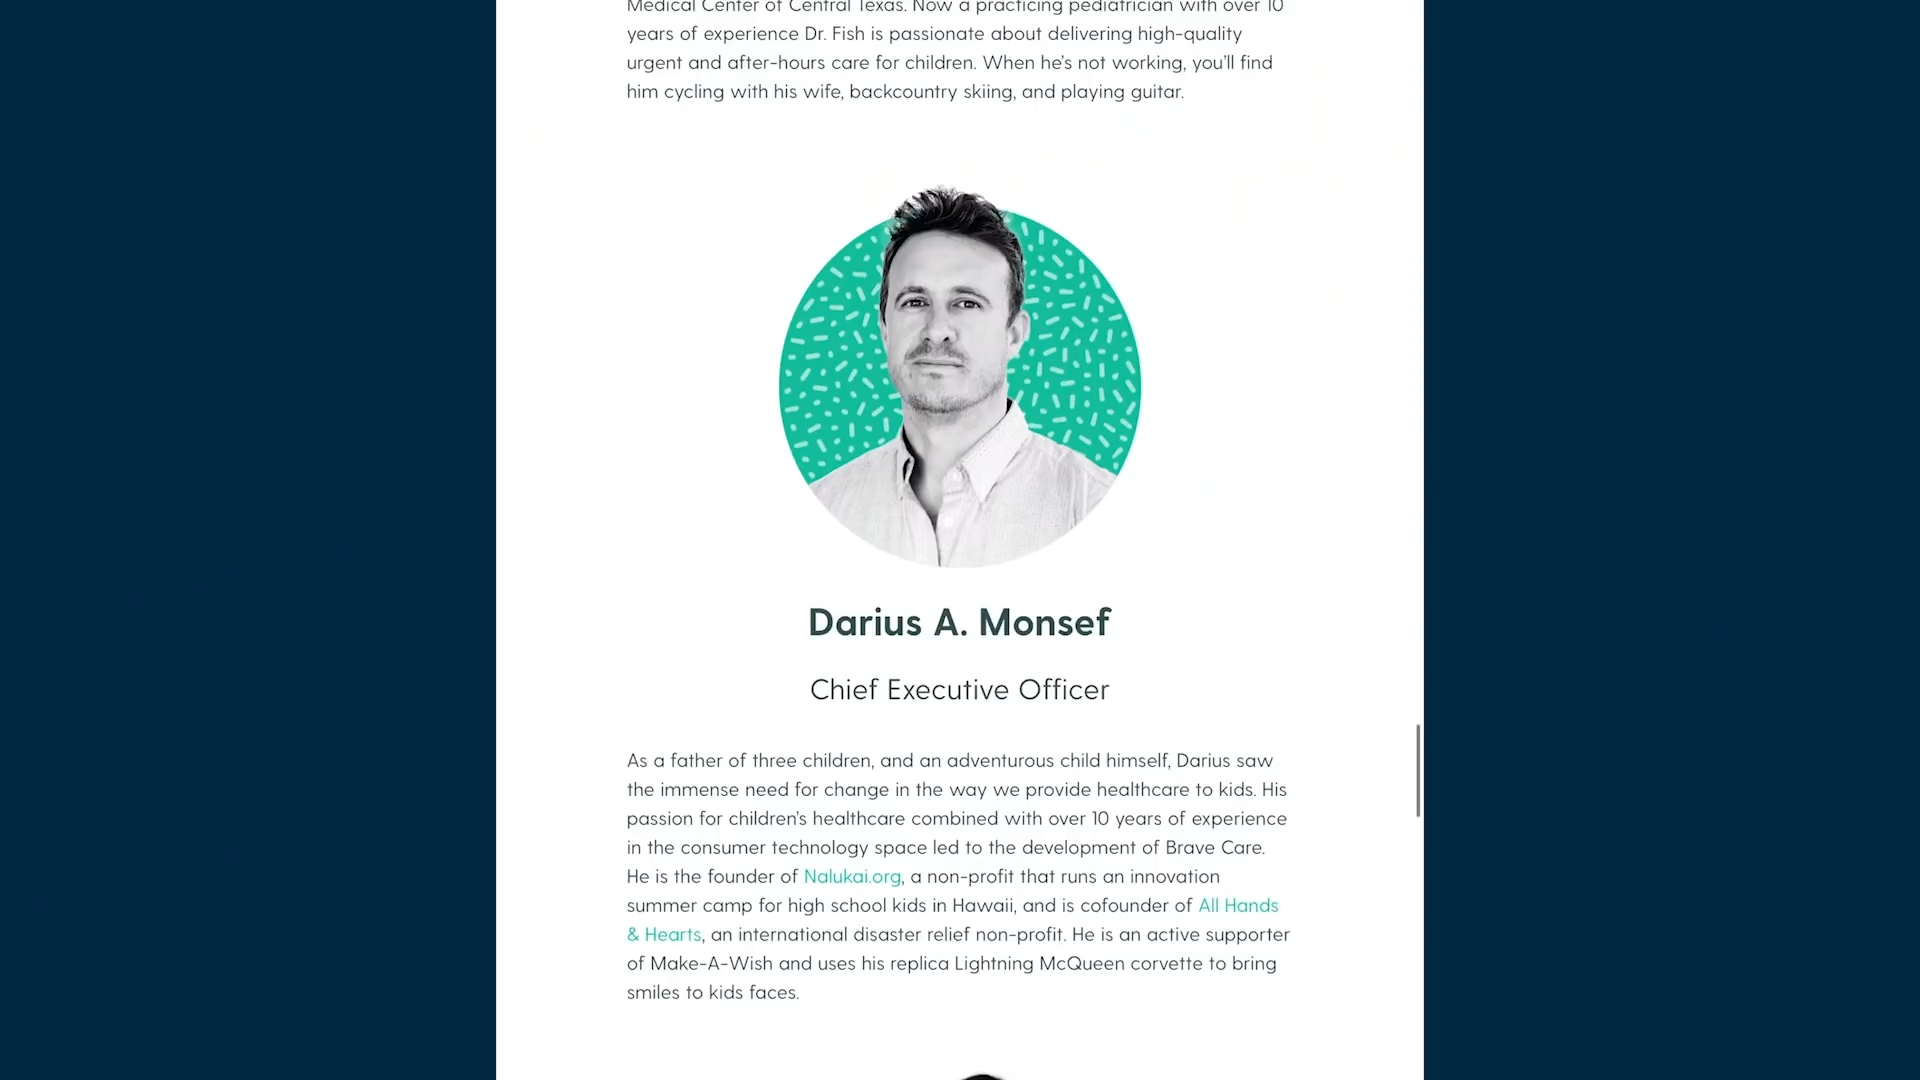 Medical Center of Central Texas. Now a practicing pediatrician with over 10
years of experience Dr. Fish is passionate about delivering high-quality
urgent and after-hours care for children. When he's not working, you'll find
him cycling with his wife, backcountry skiing, and playing guitar.
Darius A. Monsef
Chief Executive Officer
As a father of three children, and an adventurous child himself, Darius saw
the immense need for change in the way we provide healthcare to kids. His
passion for children's healthcare combined with over 10 years of experience
in the consumer technology space led to the development of Brave Care.
He is the founder of Nalukai.org, a non-profit that runs an innovation
summer camp for high school kids in Hawaii, and is cofounder of All Hands
& Hearts, an international disaster relief non-profit. He is an active supporter
of Make-A-Wish and uses his replica Lightning McQueen corvette to bring
smiles to kids faces.